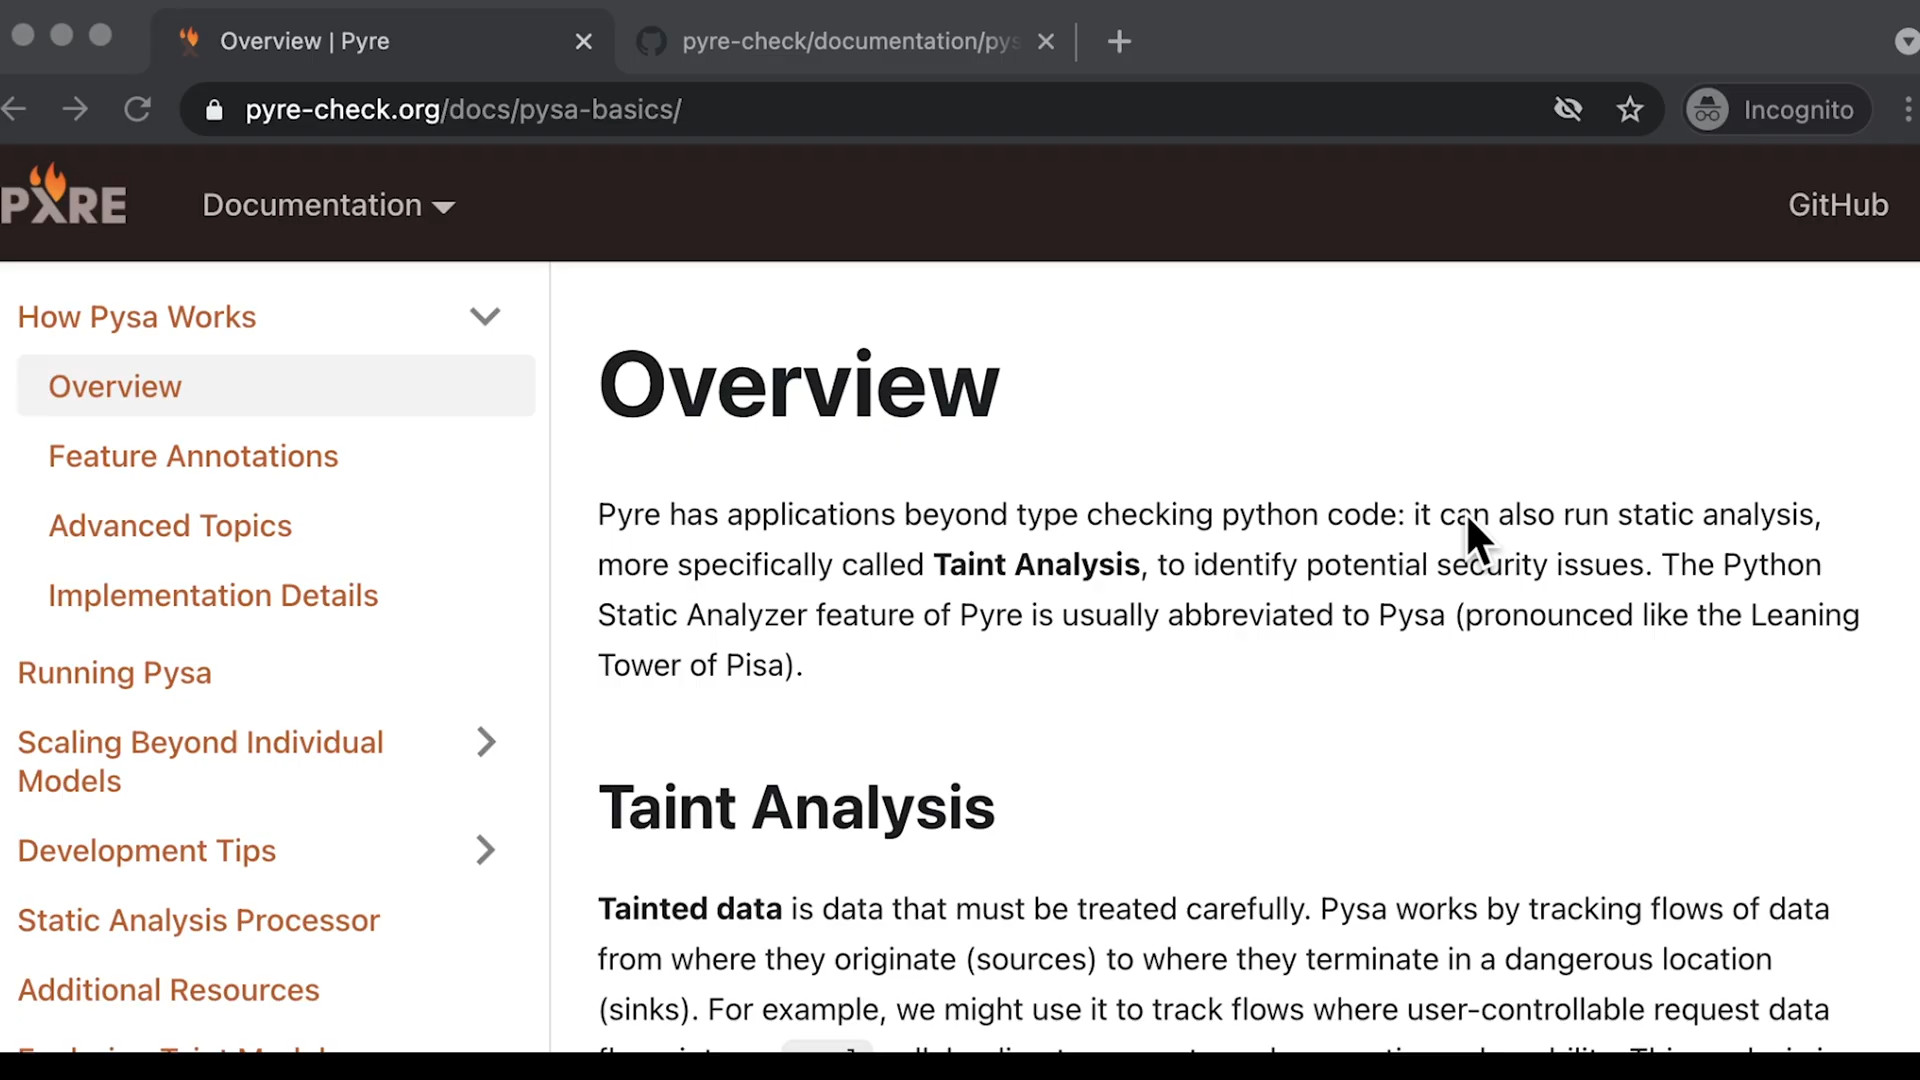 Overview | Pyre
pyre-check/documentation/pys
pyre-check.org/docs/pysa-basics/
Incognito
PYRE
Documentation
GitHub
How Pysa Works
Overview
Feature Annotations
Advanced Topics
Implementation Details
Running Pysa
Scaling Beyond Individual
Models
Development Tips
Static Analysis Processor
Additional Resources
Overview
Pyre has applications beyond type checking python code: it can also run static analysis,
more specifically called Taint Analysis, to identify potential security issues. The Python
Static Analyzer feature of Pyre is usually abbreviated to Pysa (pronounced like the Leaning
Tower of Pisa).
Taint Analysis
Tainted data is data that must be treated carefully. Pysa works by tracking flows of data
from where they originate (sources) to where they terminate in a dangerous location
(sinks). For example, we might use it to track flows where user-controllable request data